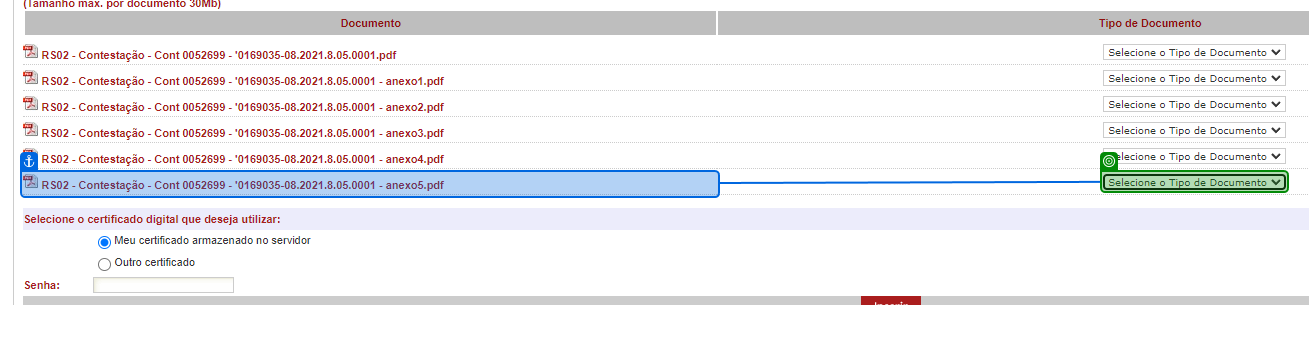 (Tamanho max. por documento 30Mb)
Documento Tipo de Documento
RS02 - Contestação - Cont 0052699 - '0169035-08.2021.8.05.0001.pdf Selecione o Tipo de Documento
RS02 - Contestação - Cont 0052699 - '0169035-08.2021.8.05.0001 - anexo1.pdf Selecione o Tipo de Documento
RS02 - Contestação - Cont 0052699 - '0169035-08.2021.8.05.0001 - anexo2.pdf Selecione o Tipo de Documento
RS02 - Contestação - Cont 0052699 - '0169035-08.2021.8.05.0001 - anexo3.pdf Selecione o Tipo de Documento
RS02 - Contestação - Cont 0052699 - '0169035-08.2021.8.05.0001 - anexo4.pdf elecione o Tipo de Documento
RS02 - Contestação - Cont 0052699 - '0169035-08.2021.8.05.0001 - anexo5.pdf Selecione o Tipo de Documento
Selecione o certificado digital que deseja utilizar:
Meu certificado armazenado no servidor
Outro certificado
Senha: